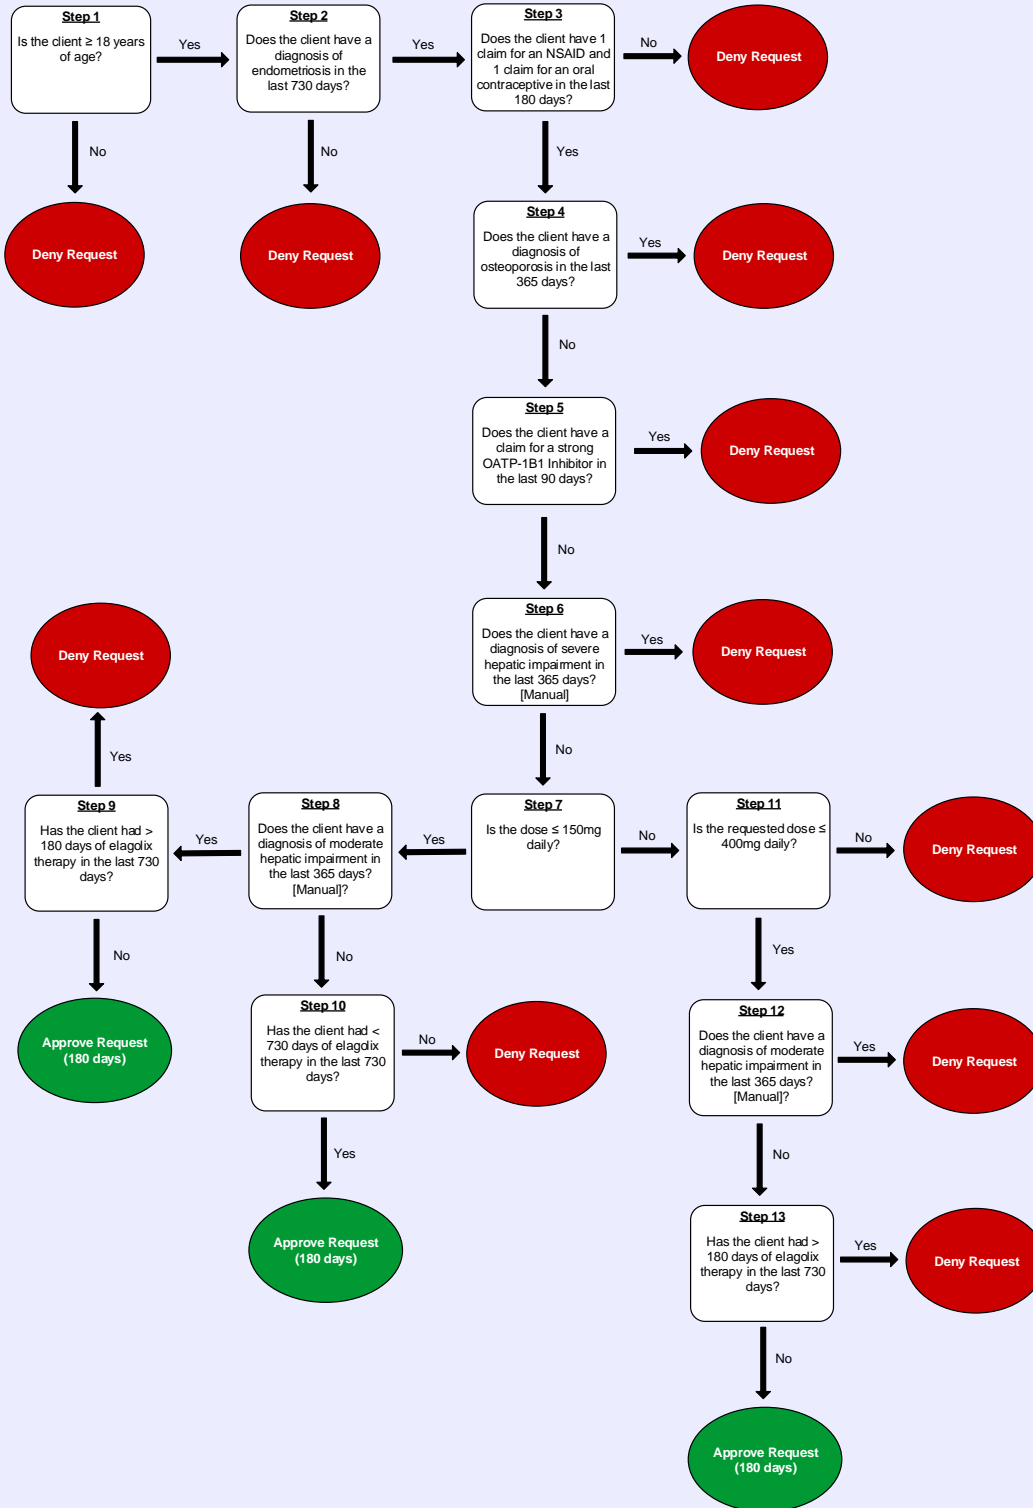 Step 1
Is the client ≥ 18 years
of age?
Yes
No
Deny Request
Step 2
Does the client have a
diagnosis of
endometriosis in the
last 730 days?
Yes
No
Deny Request
Step 3
Does the client have 1
claim for an NSAID and
1 claim for an oral
contraceptive in the last
180 days?
No
Deny Request
Yes
Step 4
Does the client have a
diagnosis of
osteoporosis in the last
365 days?
Yes
Deny Request
No
Step 5
Does the client have a
claim for a strong
OATP-1B1 Inhibitor in
the last 90 days?
Yes
Deny Request
No
Step 6
Does the client have a
diagnosis of severe
hepatic impairment in
the last 365 days?
[Manual]
Yes
Deny Request
No
Step 7
Is the dose ≤ 150mg
daily?
Yes
No
Step 8
Does the client have a
diagnosis of moderate
hepatic impairment in
the last 365 days?
[Manual]?
Yes
No
Step 9
Has the client had >
180 days of elagolix
therapy in the last 730
days?
Yes
Deny Request
No
Approve Request
(180 days)
Step 10
Has the client had <
730 days of elagolix
therapy in the last 730
days?
No
Deny Request
Yes
Approve Request
(180 days)
Step 11
Is the requested dose ≤
400mg daily?
No
Deny Request
Yes
Step 12
Does the client have a
diagnosis of moderate
hepatic impairment in
the last 365 days?
[Manual]?
Yes
Deny Request
No
Step 13
Has the client had >
180 days of elagolix
therapy in the last 730
days?
Yes
Deny Request
No
Approve Request
(180 days)